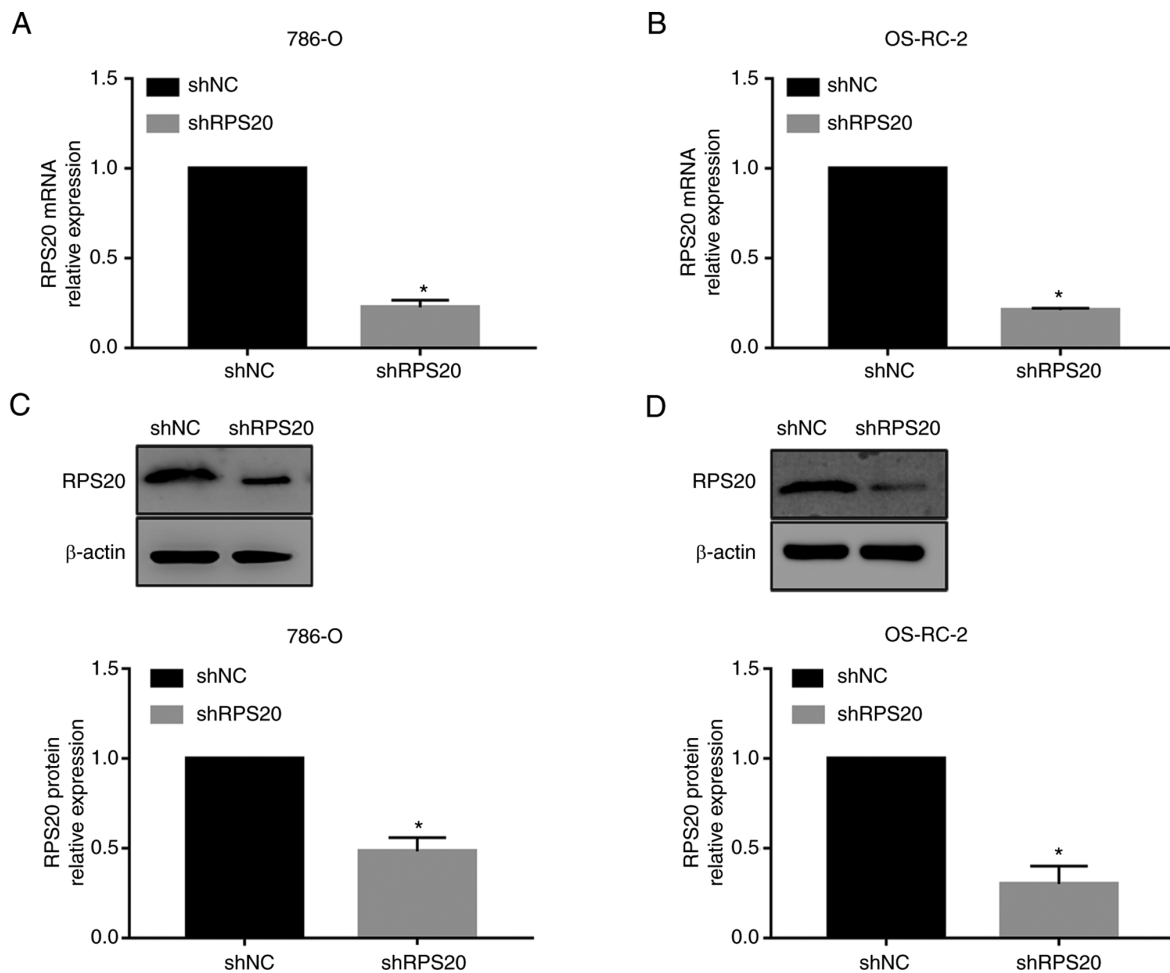 A
786-O
1.5
1.0
0.5
0.0
RPS20 mRNA
relative expression
shNC
shRPS20
*
shNC
shRPS20
B
OS-RC-2
1.5
1.0
0.5
0.0
RPS20 mRNA
relative expression
shNC
shRPS20
*
shNC
shRPS20
C
shNC shRPS20
RPS20
β-actin
786-O
1.5
1.0
0.5
0.0
RPS20 protein
relative expression
shNC
shRPS20
*
shNC
shRPS20
D
shNC shRPS20
RPS20
β-actin
OS-RC-2
1.5
1.0
0.5
0.0
RPS20 protein
relative expression
shNC
shRPS20
*
shNC
shRPS20